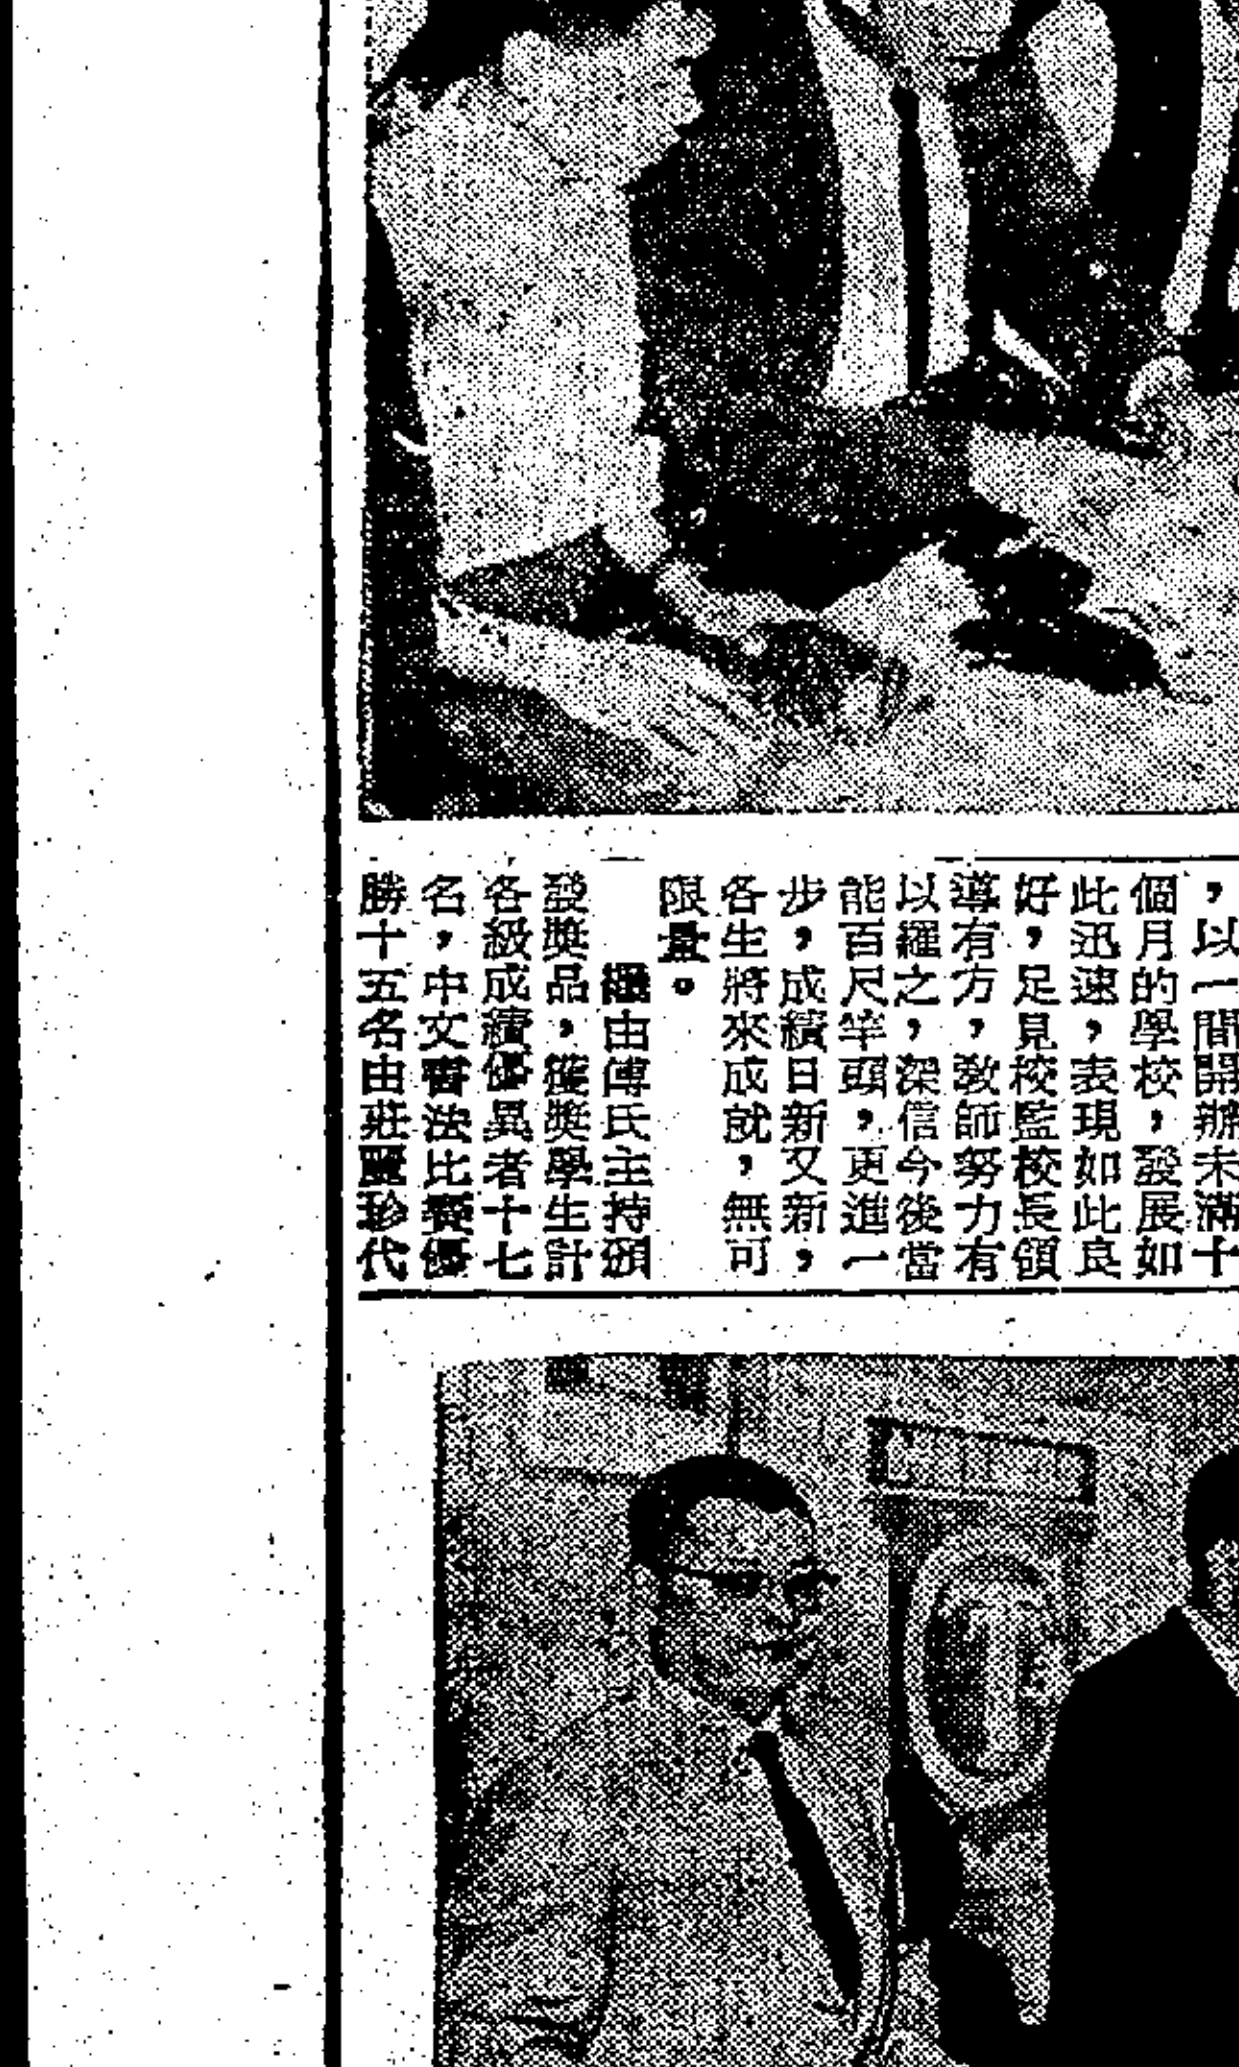 ，以一間開辦未滿十
個月的學校，發展如
此迅速，表現如此良
好，足見校監校長領
導有方，教師努力有
以羅之，深信今後當
能百尺竿頭，更進一
步，成績日新又新，
各生將來成就，無可
限量。
繼由傅氏主持頒
發獎品，獲獎學生計
各級成績優異者十七
名，中文書法比賽優
勝十五名由莊麗珍代